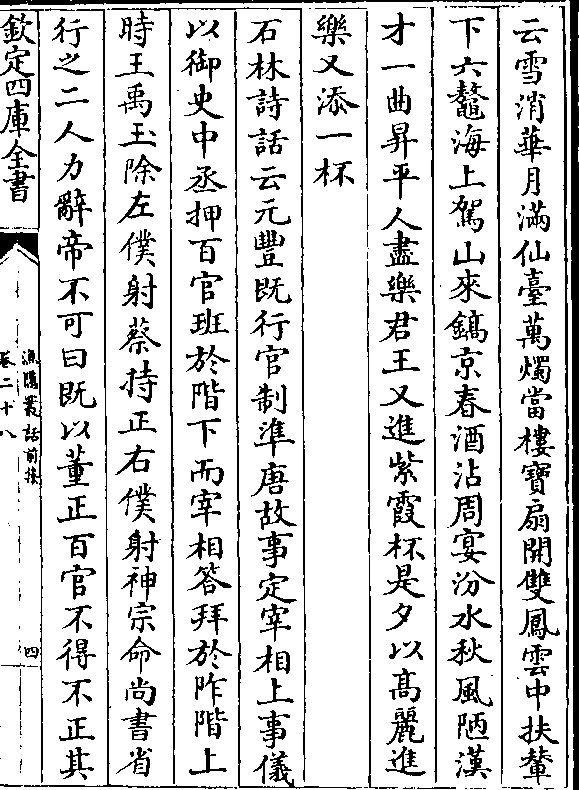 云雪消華月滿仙臺萬燭當樓寶扇開雙鳳雲中扶輦
下六鼇海上駕山來鎬京春酒沾周宴汾水秋風陋漢
才一曲昇平人盡樂君王又進紫霞杯是夕以髙麗進
樂又添一杯
石林詩話云元豐既行官制準唐故事定宰相上事儀
以御史中丞押百官班於階下而宰相答拜於阼階上
時王禹玉除左僕射蔡持正右僕射神宗命尚書省
行之二人力辭帝不可曰既以董正百官不得不正其
欽定四庫全書
漁隱叢話前集
卷二十八
四